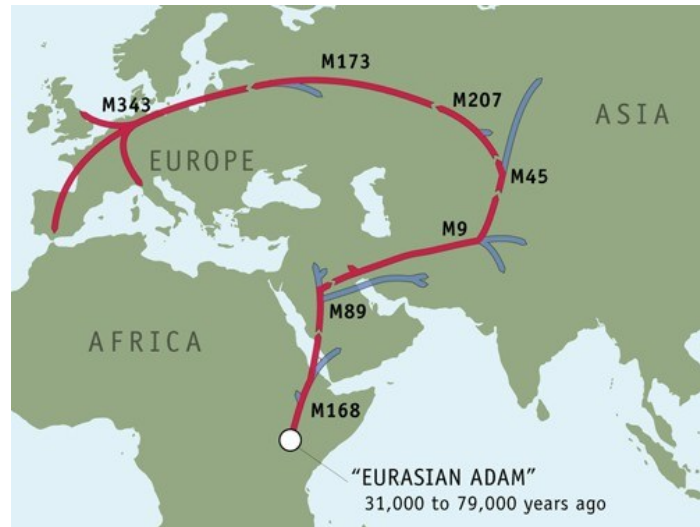 M173
M343
M207
ASIA
EUROPE
M45
M9
M89
AFRICA
M168
"EURASIAN ADAM"
31,000 to 79,000 years ago